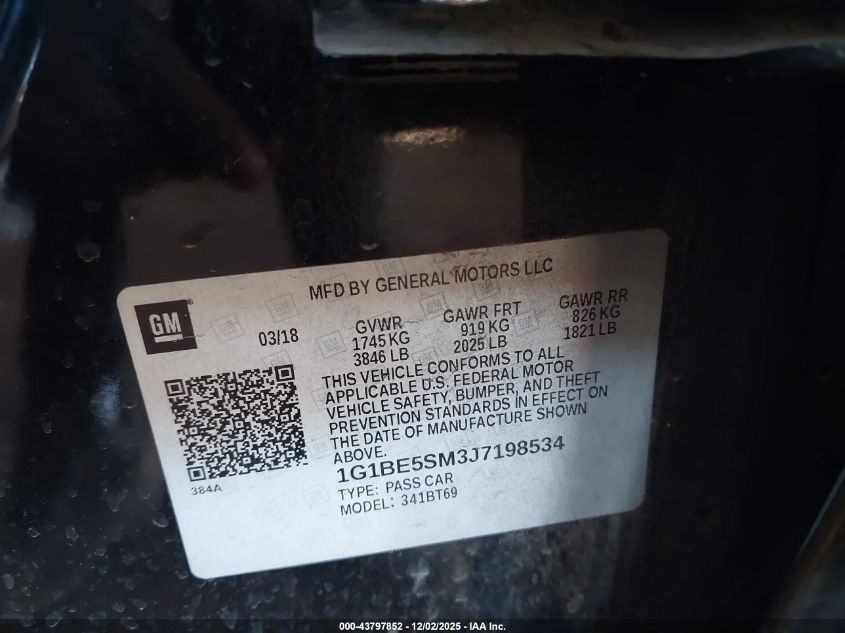 MFD BY GENERAL MOTORS LLC
GM
03/18
GVWR
1745 KG
3846 LB
GAWR FRT
919 KG
2025 LB
GAWR RR
826 KG
1821 LB
THIS VEHICLE CONFORMS TO ALL
APPLICABLE U.S. FEDERAL MOTOR
VEHICLE SAFETY, BUMPER, AND THEFT
PREVENTION STANDARDS IN EFFECT ON
THE DATE OF MANUFACTURE SHOWN
ABOVE.
1G1BE5SM3J7198534
TYPE: PASS CAR
MODEL: 341BT69
384A
000-43797852 - 12/02/2025 - IAA Inc.